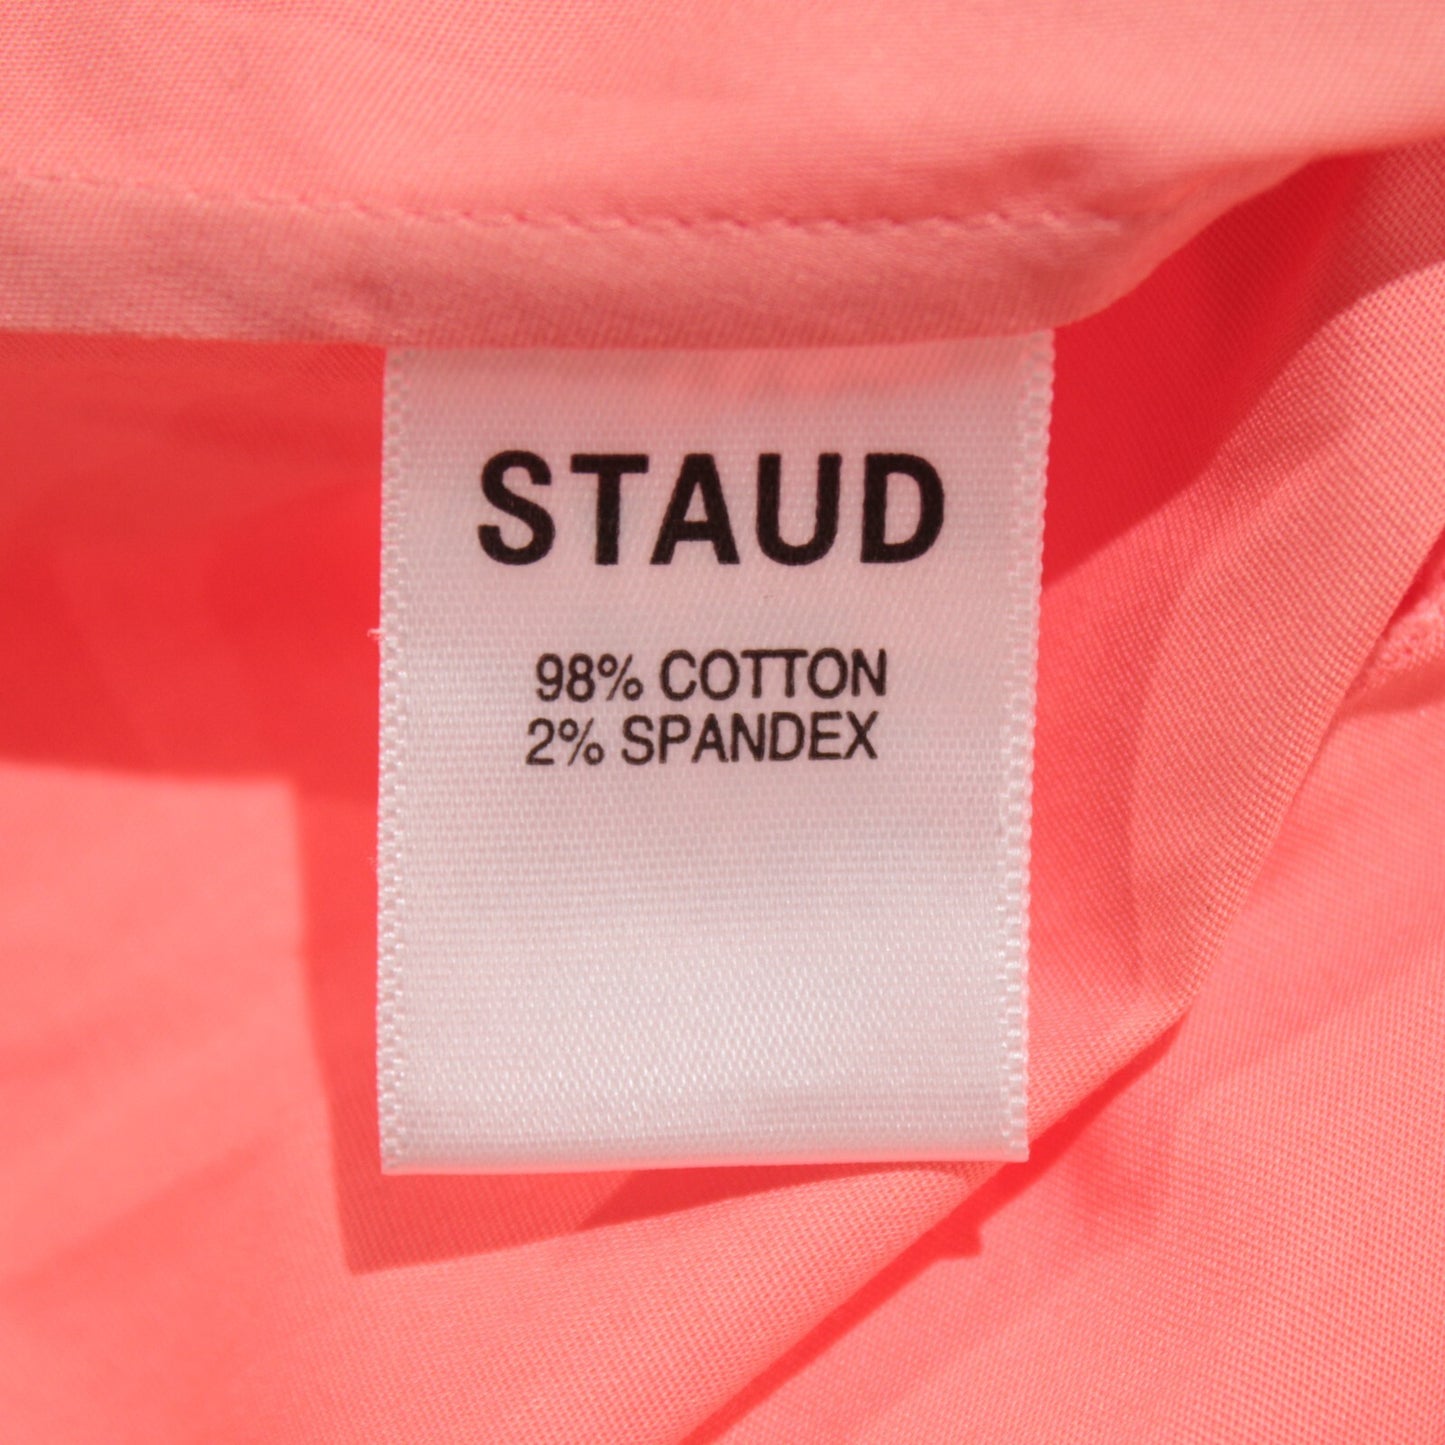 STAUD
98% COTTON
2% SPANDEX